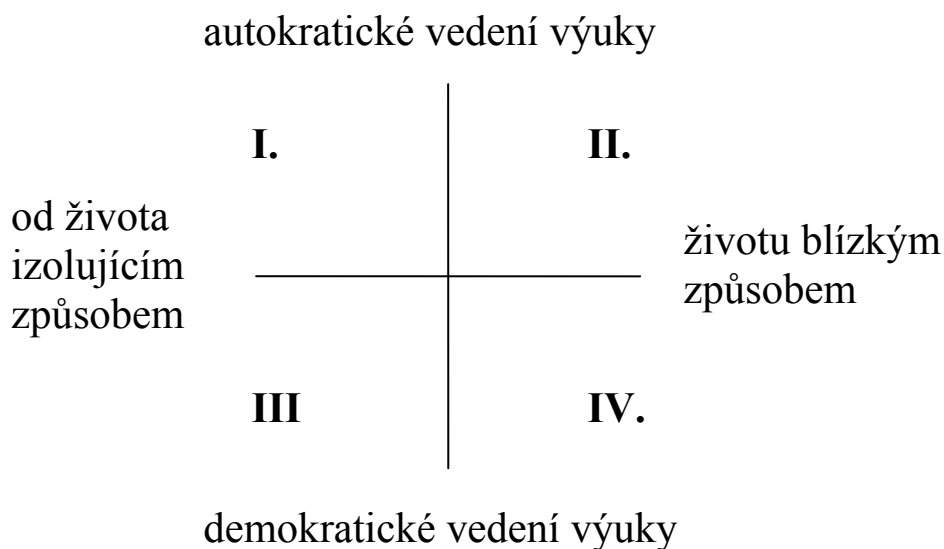 autokratické vedení výuky
I.
II.
od života
izolujícím
způsobem
životu blízkým
způsobem
III
IV.
demokratické vedení výuky